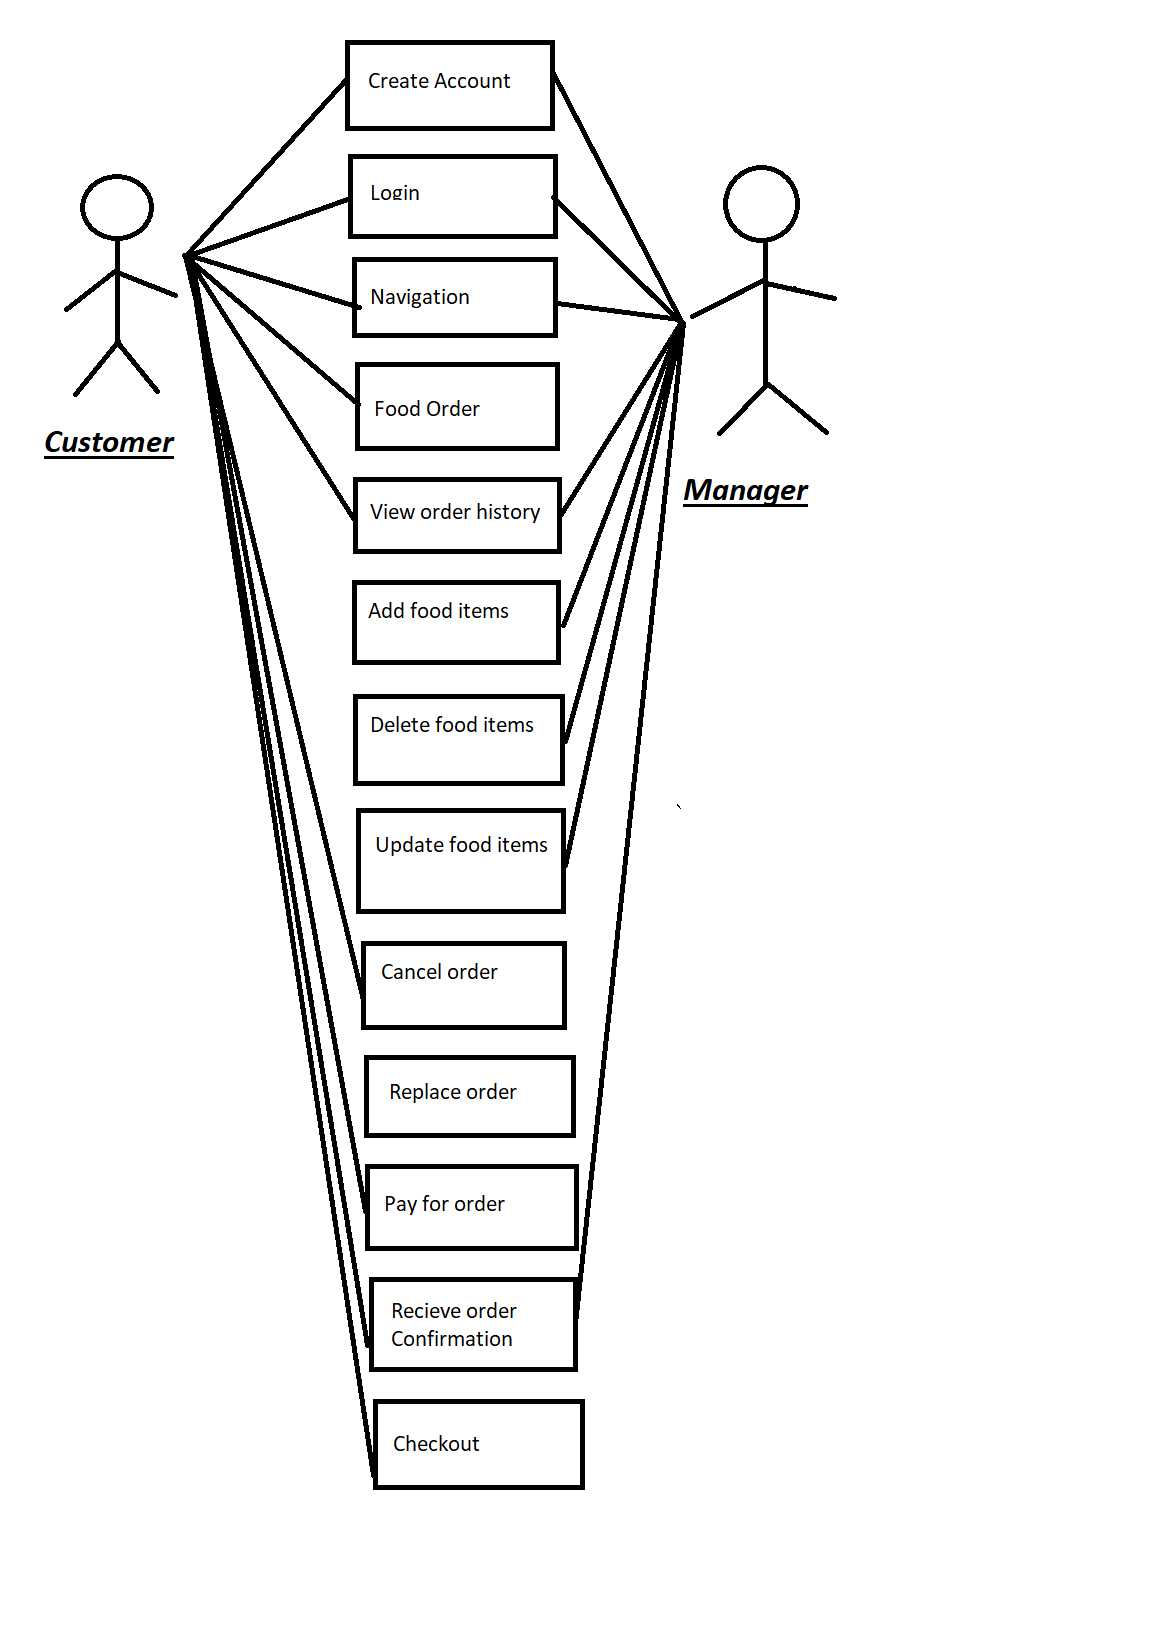 Create Account
Login
Navigation
Food Order
Customer
Manager
View order history
Add food items
Delete food items
Update food items
Cancel order
Replace order
Pay for order
Recieve order
Confirmation
Checkout